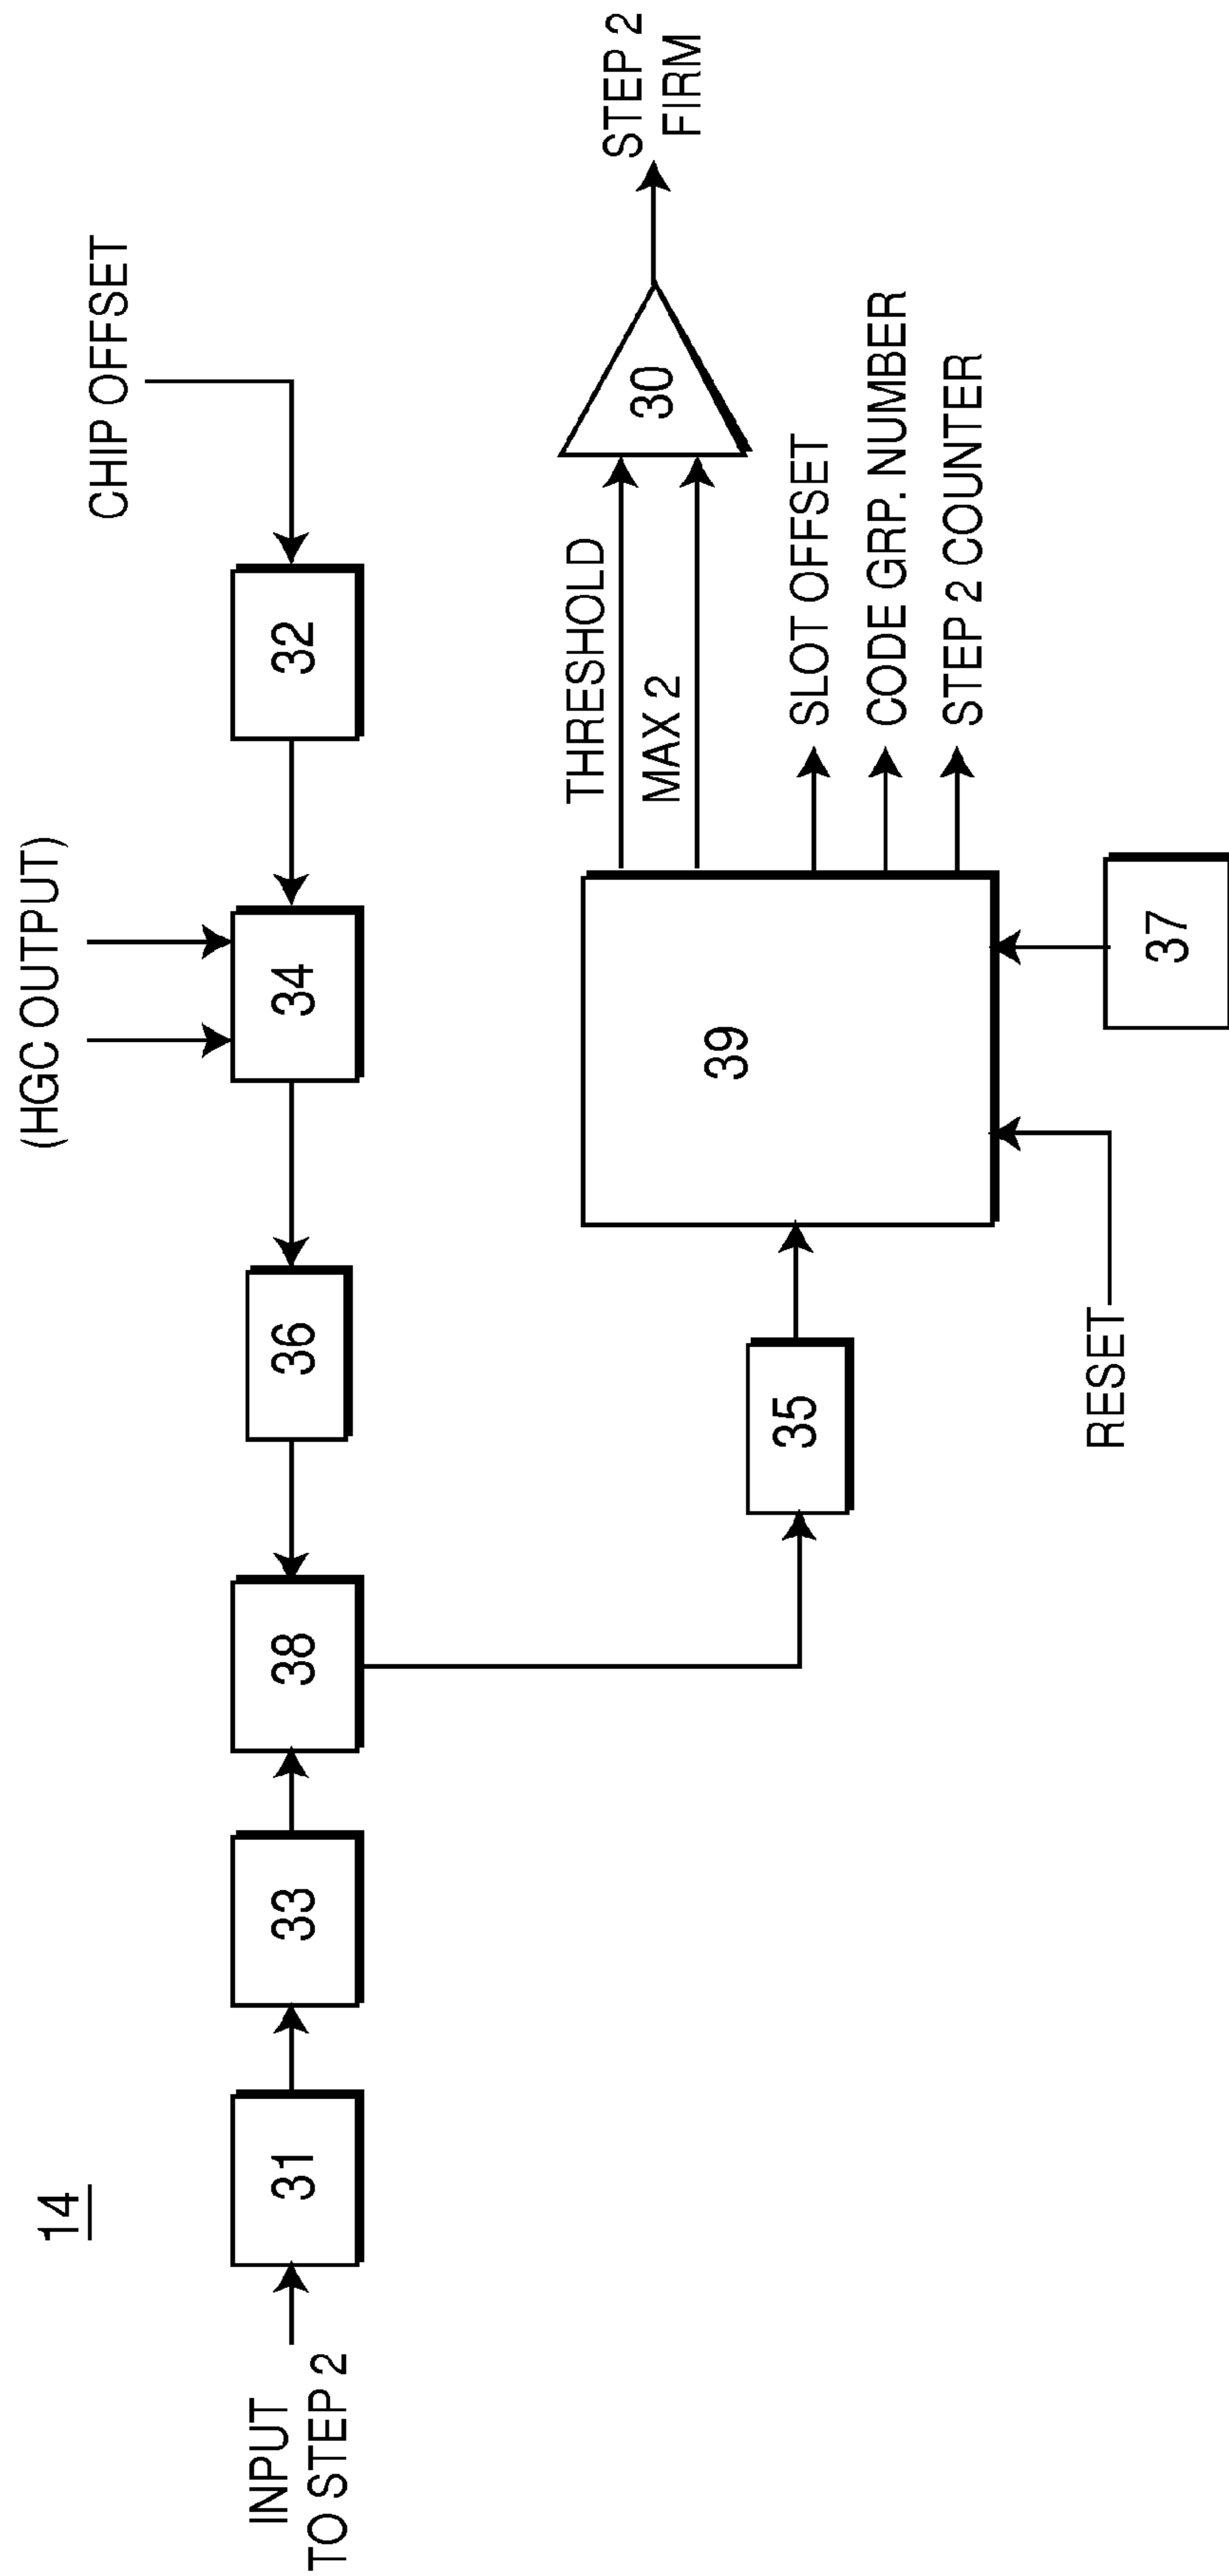 14
INPUT
TO STEP 2
31
33
38
36
(HGC OUTPUT)
34
32
CHIP OFFSET
35
39
RESET
37
THRESHOLD
MAX 2
30
STEP 2
FIRM
SLOT OFFSET
CODE GRP. NUMBER
STEP 2 COUNTER